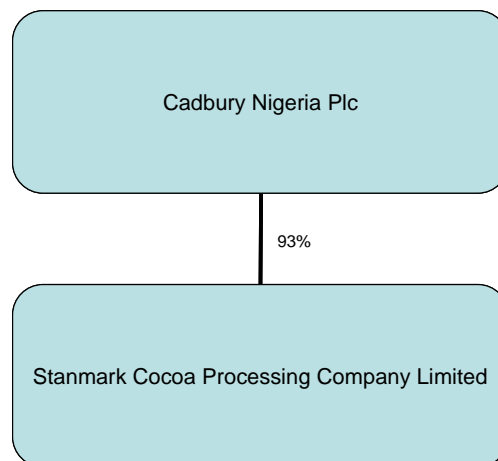 Cadbury Nigeria Plc
93%
Stanmark Cocoa Processing Company Limited